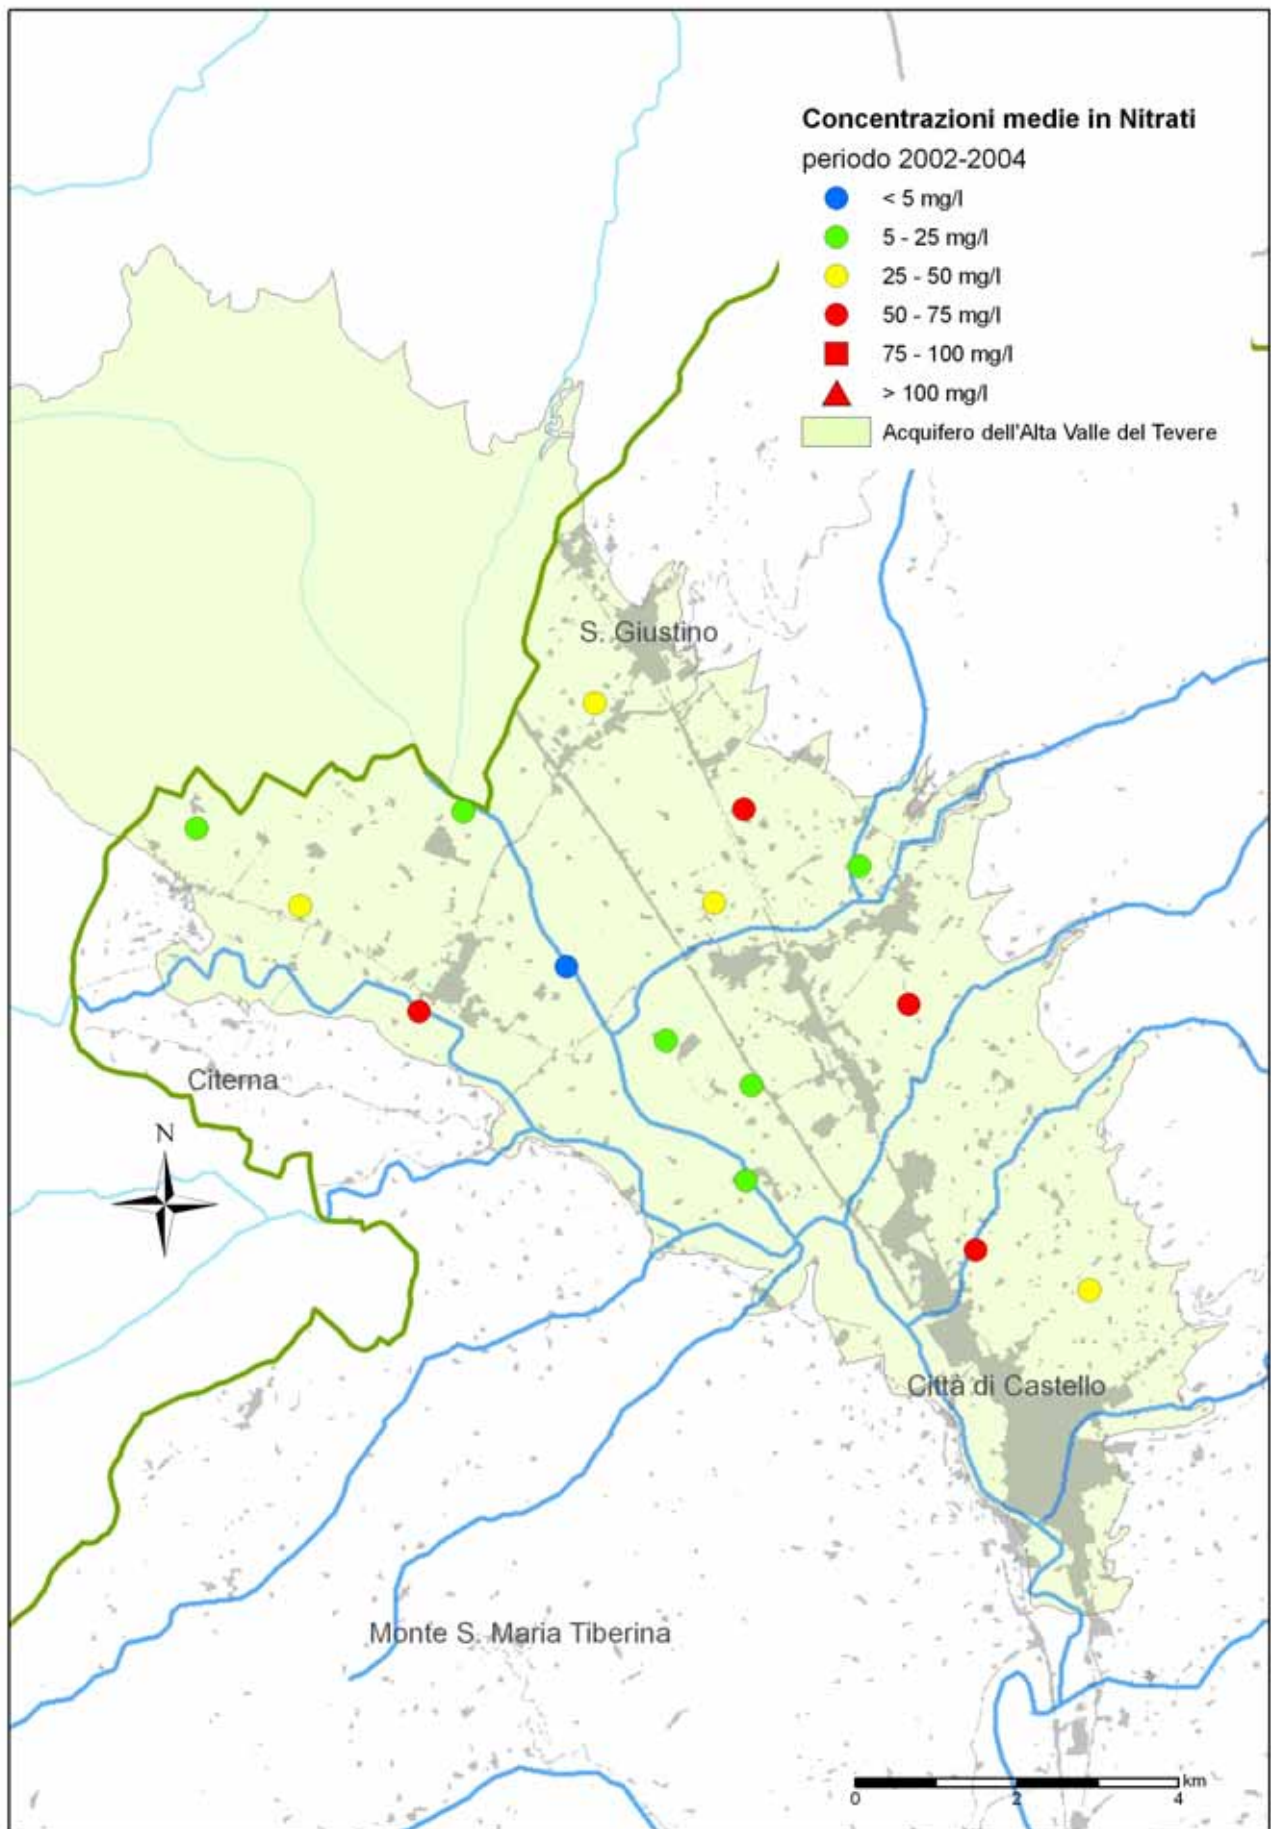 Concentrazioni medie in Nitrati
periodo 2002-2004
< 5 mg/l
5 - 25 mg/l
25 - 50 mg/l
50 - 75 mg/l
75 - 100 mg/l
> 100 mg/l
Acquifero dell'Alta Valle del Tevere
S. Giustino
Citerna
N
Città di Castello
Monte S. Maria Tiberina
km
0 2 4